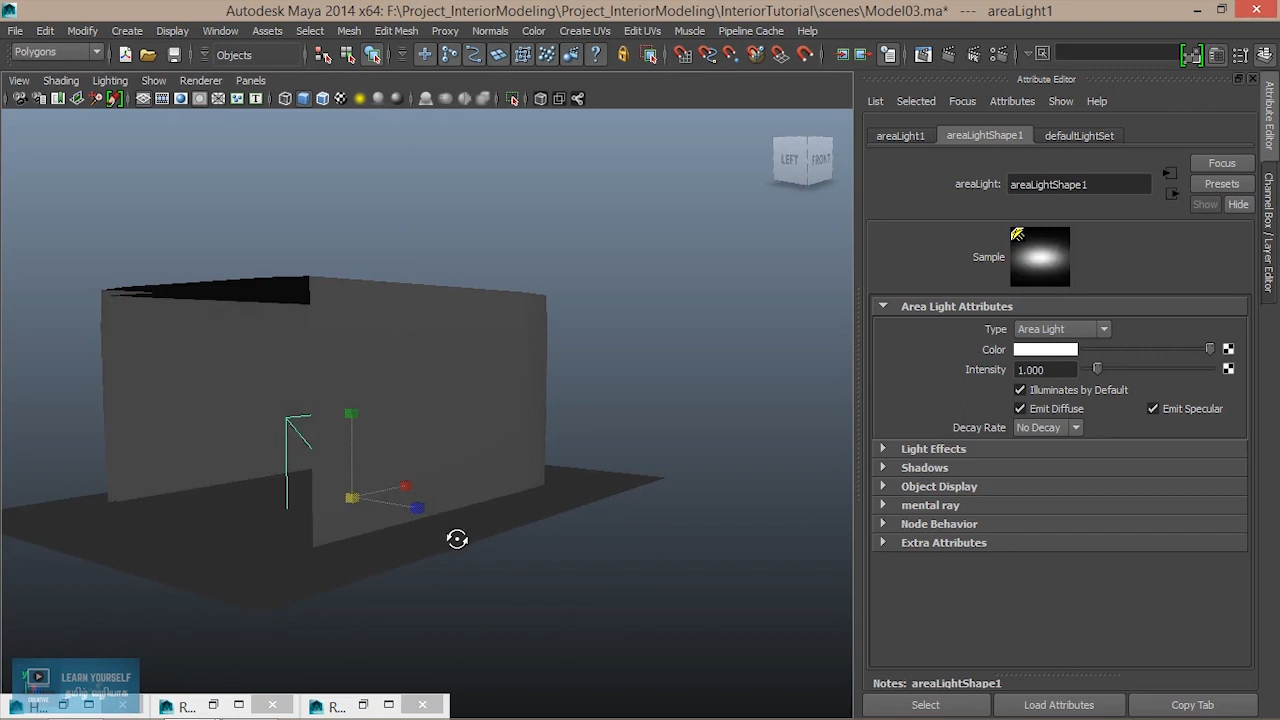 Autodesk Maya 2014 x64: F:\Project_InteriorModeling\Project_InteriorModeling\InteriorTutorial\scenes\Model03.ma* --- areaLight1
File Edit Modify Create Display Window Assets Select Mesh Edit Mesh Proxy Normals Color Create UVs Edit UVs Muscle Pipeline Cache Help
Polygons Objects
View Shading Lighting Show Renderer Panels
Attribute Editor
List Selected Focus Attributes Show Help
areaLight1 areaLightShape1 defaultLightSet
Focus
areaLight: areaLightShape1 Presets
Show Hide
Sample
Area Light Attributes
Type Area Light
Color
Intensity 1.000
Illuminates by Default
Emit Diffuse Emit Specular
Decay Rate No Decay
Light Effects
Shadows
Object Display
mental ray
Node Behavior
Extra Attributes
Notes: areaLightShape1
Select Load Attributes Copy Tab
Attribute Editor
Channel Box / Layer Editor
LEFT FRONT
LEARN YOURSELF
தமிழ் வழியாக
CREATIVE
H... R... R...